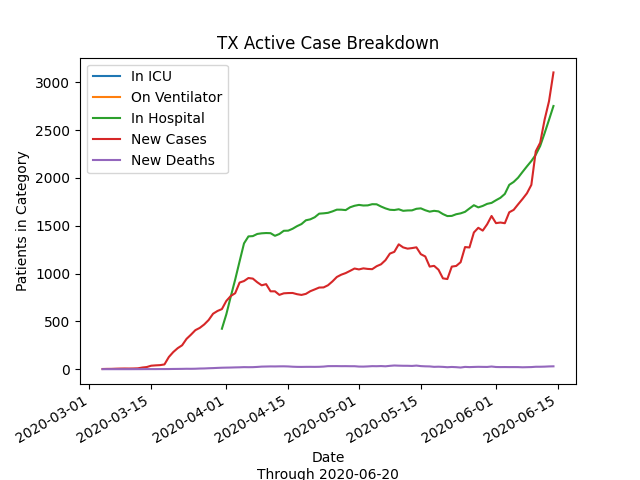 TX Active Case Breakdown
In ICU
On Ventilator
In Hospital
New Cases
New Deaths
Patients in Category
3000
2500
2000
1500
1000
500
0
2020-03-01
2020-03-15
2020-04-01
2020-04-15
2020-05-01
2020-05-15
2020-06-01
2020-06-15
Date
Through 2020-06-20